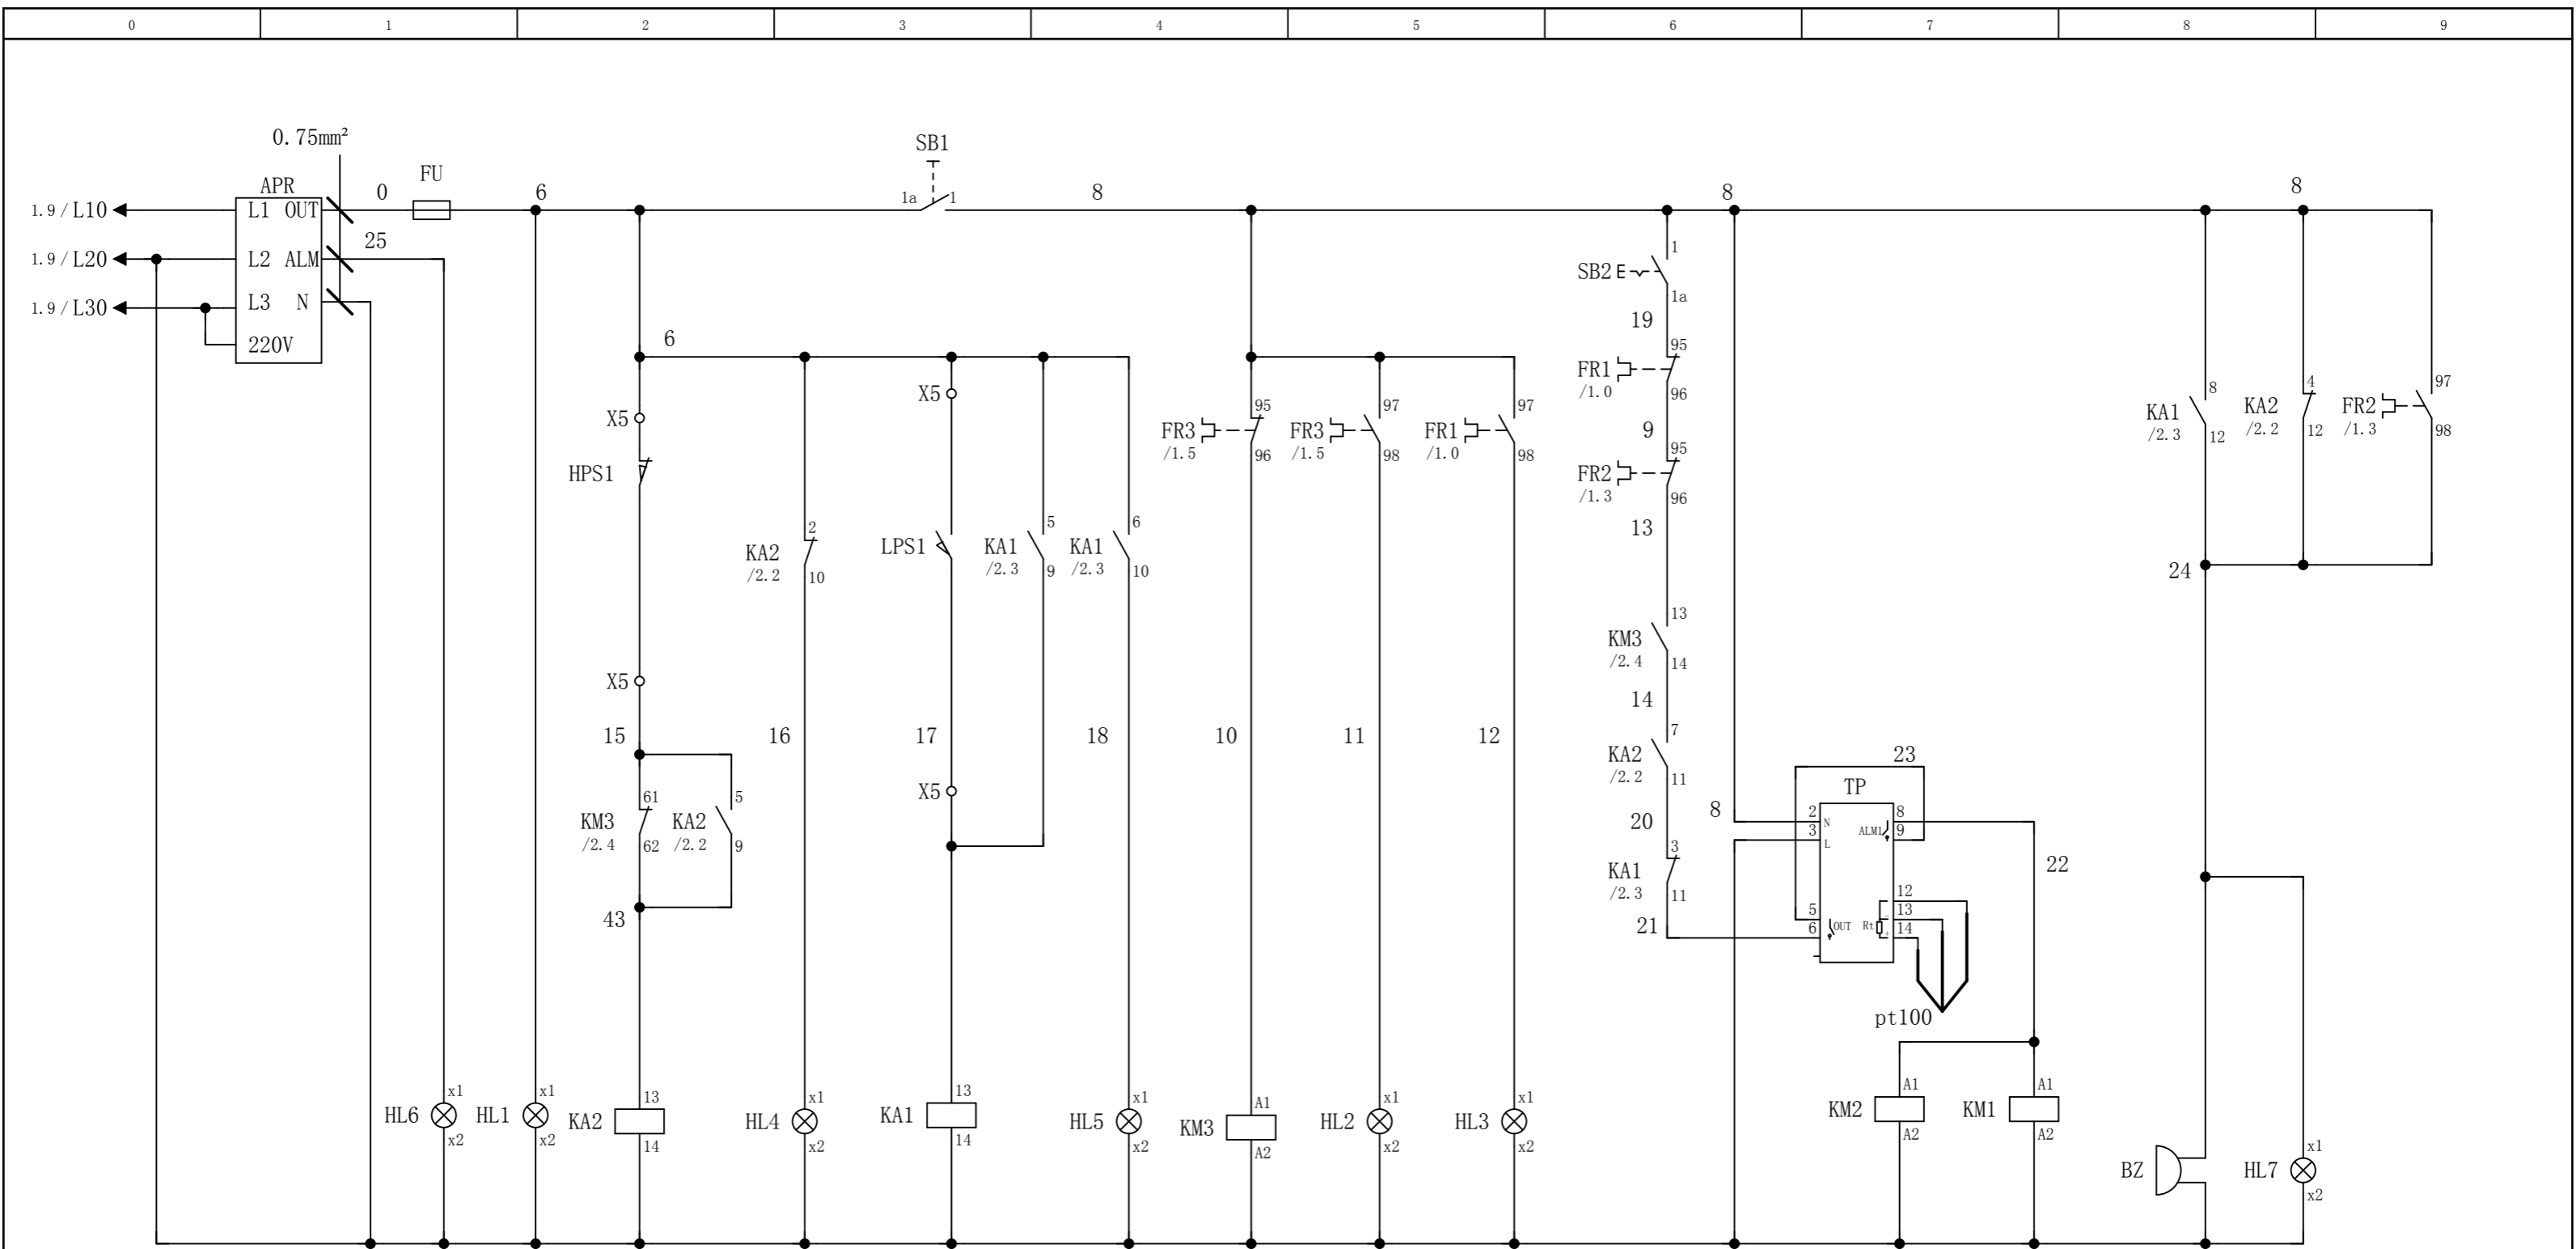 0 1 2 3 4 5 6 7 8 9
0.75mm²
SB1
FU
APR 0 6 1a 1 8 8 8
1.9/L10 L1 OUT
25
1.9/L20 L2 ALM
1.9/L30 L3 N
220V
1
SB2
1a
19
6
95
FR1
/1.0
96
X5
X5
95 97 97
FR3 FR3 FR1
/1.5 /1.5 /1.0
96 98 98
9
95
FR2
/1.3
96
8 4 97
KA1 KA2 FR2
/2.3 /2.2 /1.3
12 12 98
HPS1
13
2 5 6
KA2 LPS1 KA1 KA1
/2.2 /2.3 /2.3
10 9 10
24
13
KM3
/2.4
14
X5
14
15 16 17 18 10 11 12
7
KA2
/2.2
11
23
TP
X5
61 5
KM3 KA2
/2.4 /2.2
62 9
20
8
2 N 8
3 L ALM1 9
3
KA1
/2.3
11
22
43
21
12
5 13
6 OUT Rt 14
pt100
x1 x1 13 x1 13 x1 A1 x1 x1 A1 A1
HL6 HL1 KA2 HL4 KA1 HL5 KM3 HL2 HL3 KM2 KM1
x2 x2 14 x2 14 x2 A2 x2 x2 A2 A2
x1
BZ HL7
x2